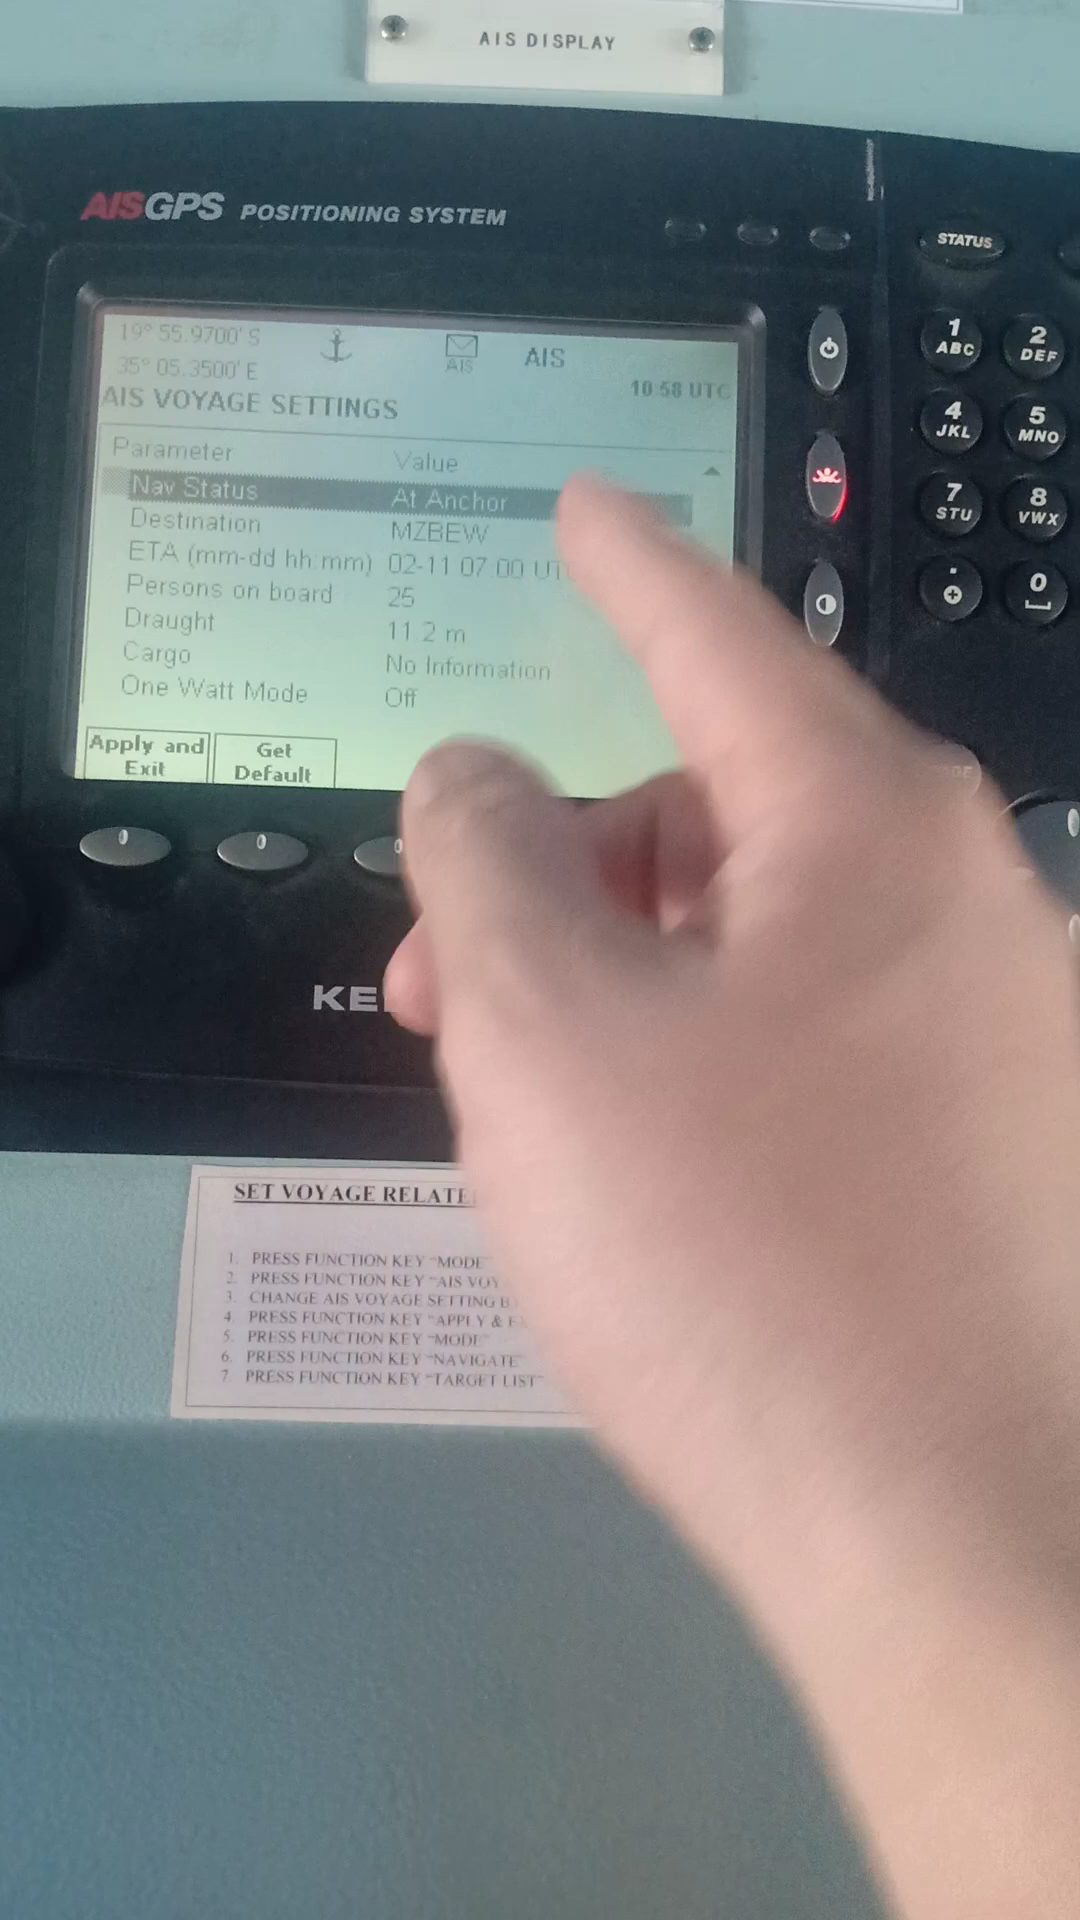 AIS DISPLAY
AISGPS POSITIONING SYSTEM
STATUS
19° 55.9700' S
35° 05.3500' E
AIS
AIS
10:58 UTC
AIS VOYAGE SETTINGS
Parameter Value
Nav Status At Anchor
Destination MZBEW
ETA (mm-dd hh:mm) 02-11 07:00 UTC
Persons on board 25
Draught 11.2 m
Cargo No Information
One Watt Mode Off
Apply and Exit
Get Default
1 ABC
2 DEF
4 JKL
5 MNO
7 STU
8 VWX
0
KE
SET VOYAGE RELATE
1. PRESS FUNCTION KEY "MODE"
2. PRESS FUNCTION KEY "AIS VOY
3. CHANGE AIS VOYAGE SETTING B
4. PRESS FUNCTION KEY "APPLY & E
5. PRESS FUNCTION KEY "MODE"
6. PRESS FUNCTION KEY "NAVIGATE"
7. PRESS FUNCTION KEY "TARGET LIST"